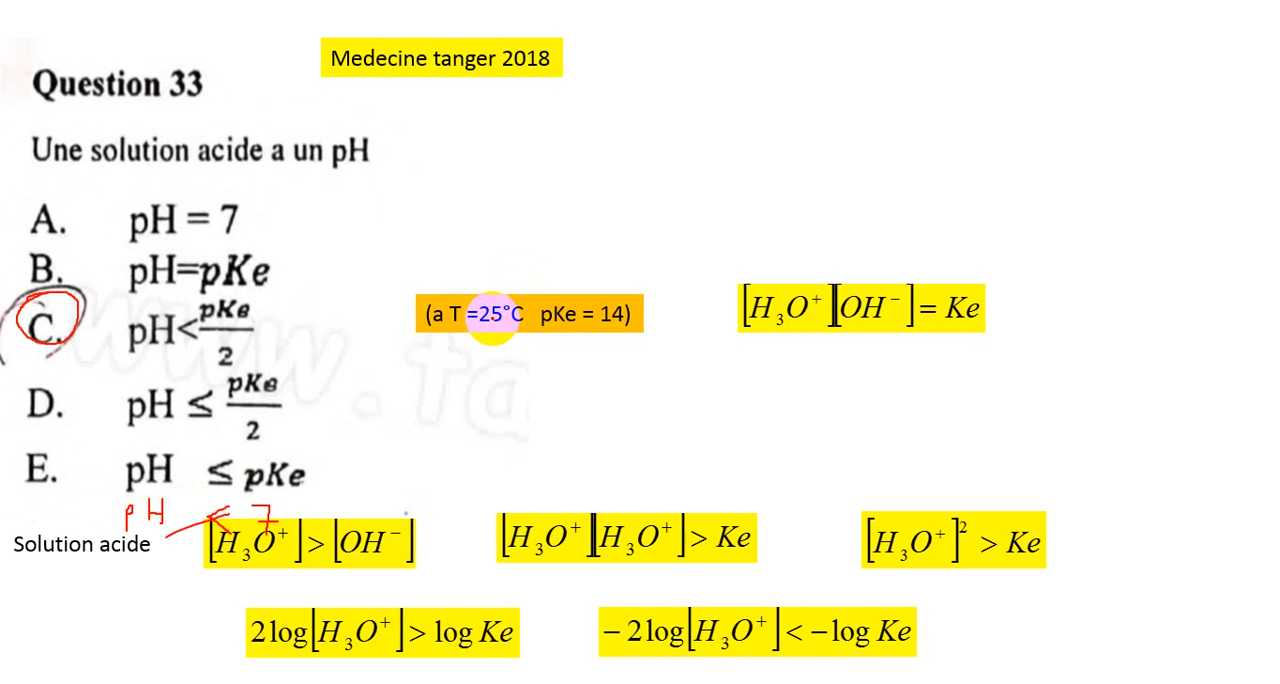 Medecine tanger 2018
Question 33
Une solution acide a un pH
A. pH = 7
B. pH=pKe
C. pH<pKe/2
(a T =25°C pKe = 14)
[H₃O⁺][OH⁻]= Ke
D. pH ≤ pKe/2
E. pH ≤ pKe
pH < 7
Solution acide
[H₃O⁺]>[OH⁻]
[H₃O⁺][H₃O⁺]> Ke
[H₃O⁺]² > Ke
2log[H₃O⁺]> log Ke
− 2log[H₃O⁺]< −log Ke